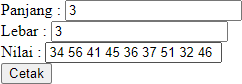 Panjang : 3
Lebar : 3
Nilai : 34 56 41 45 36 37 51 32 46
Cetak